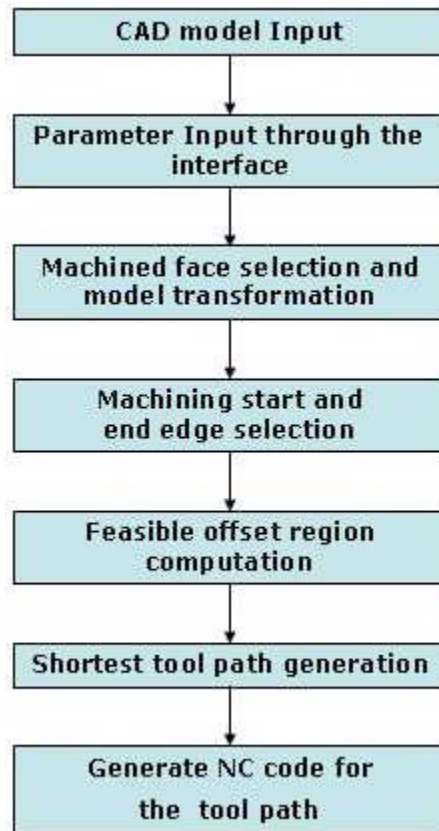 CAD model Input
Parameter Input through the
interface
Machined face selection and
model transformation
Machining start and
end edge selection
Feasible offset region
computation
Shortest tool path generation
Generate NC code for
the tool path